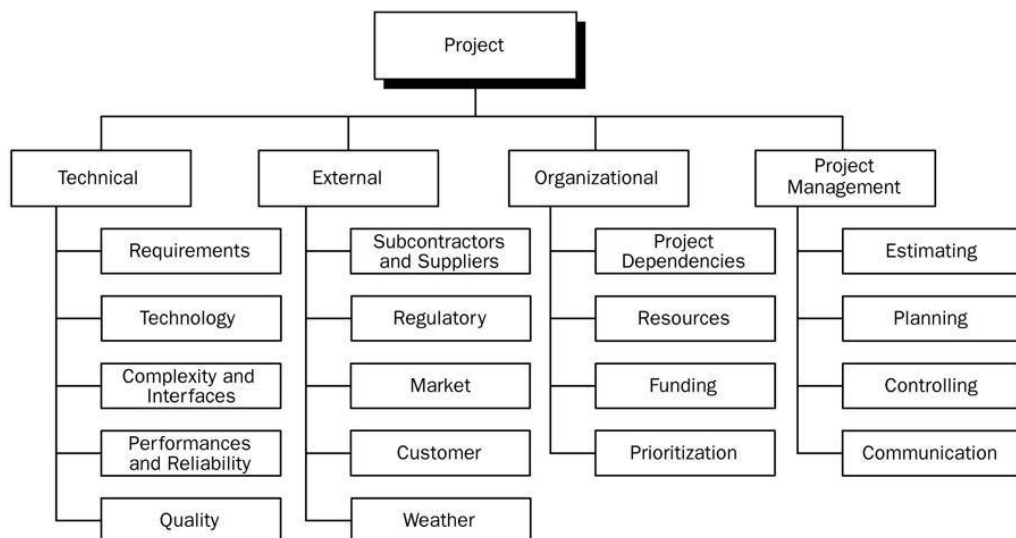 Project
Technical
External
Organizational
Project
Management
Requirements
Technology
Complexity and
Interfaces
Performances
and Reliability
Quality
Subcontractors
and Suppliers
Regulatory
Market
Customer
Weather
Project
Dependencies
Resources
Funding
Prioritization
Estimating
Planning
Controlling
Communication